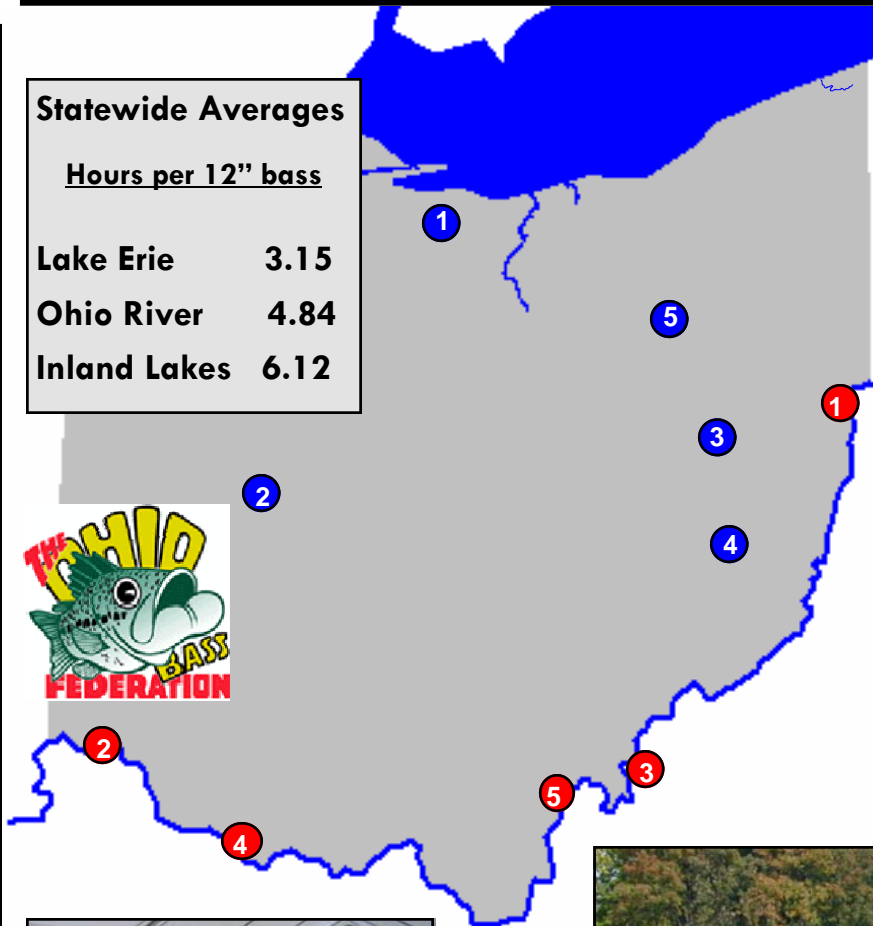 Statewide Averages
Hours per 12” bass
Lake Erie 3.15
Ohio River 4.84
Inland Lakes 6.12
1
5
1
3
2
4
THE OHIO
BASS
FEDERATION
2
3
5
4